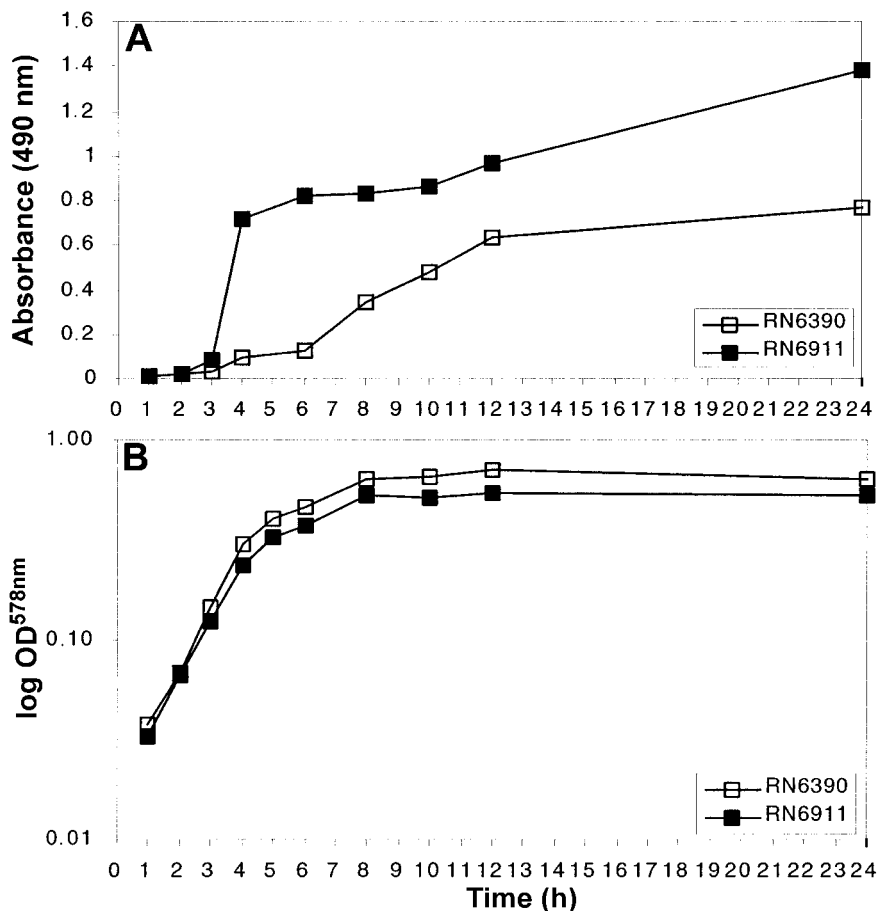 A
Absorbance (490 nm)
1.6
1.4
1.2
1
0.8
0.6
0.4
0.2
0
RN6390
RN6911
0 1 2 3 4 5 6 7 8 9 10 11 12 13 14 15 16 17 18 19 20 21 22 23 24
B
log OD578nm
1.00
0.10
0.01
RN6390
RN6911
0 1 2 3 4 5 6 7 8 9 10 11 12 13 14 15 16 17 18 19 20 21 22 23 24
Time (h)